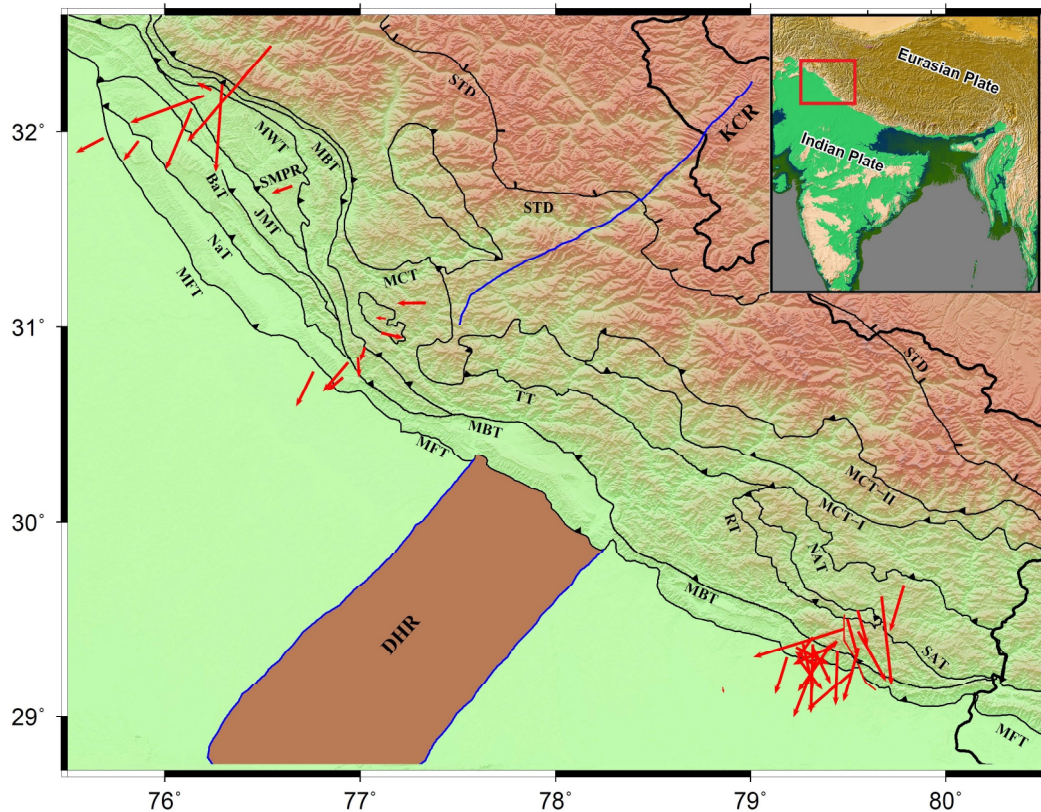 Eurasian Plate
Indian Plate
STD
KCR
32°
MWT
MBT
SMPR
BaT
STD
JMT
NaT
MCT
MFT
31°
STD
TT
MBT
MFT
MCT-II
MCT-I
30°
RT
NAT
MBT
DHR
SAT
29°
MFT
76°
77°
78°
79°
80°